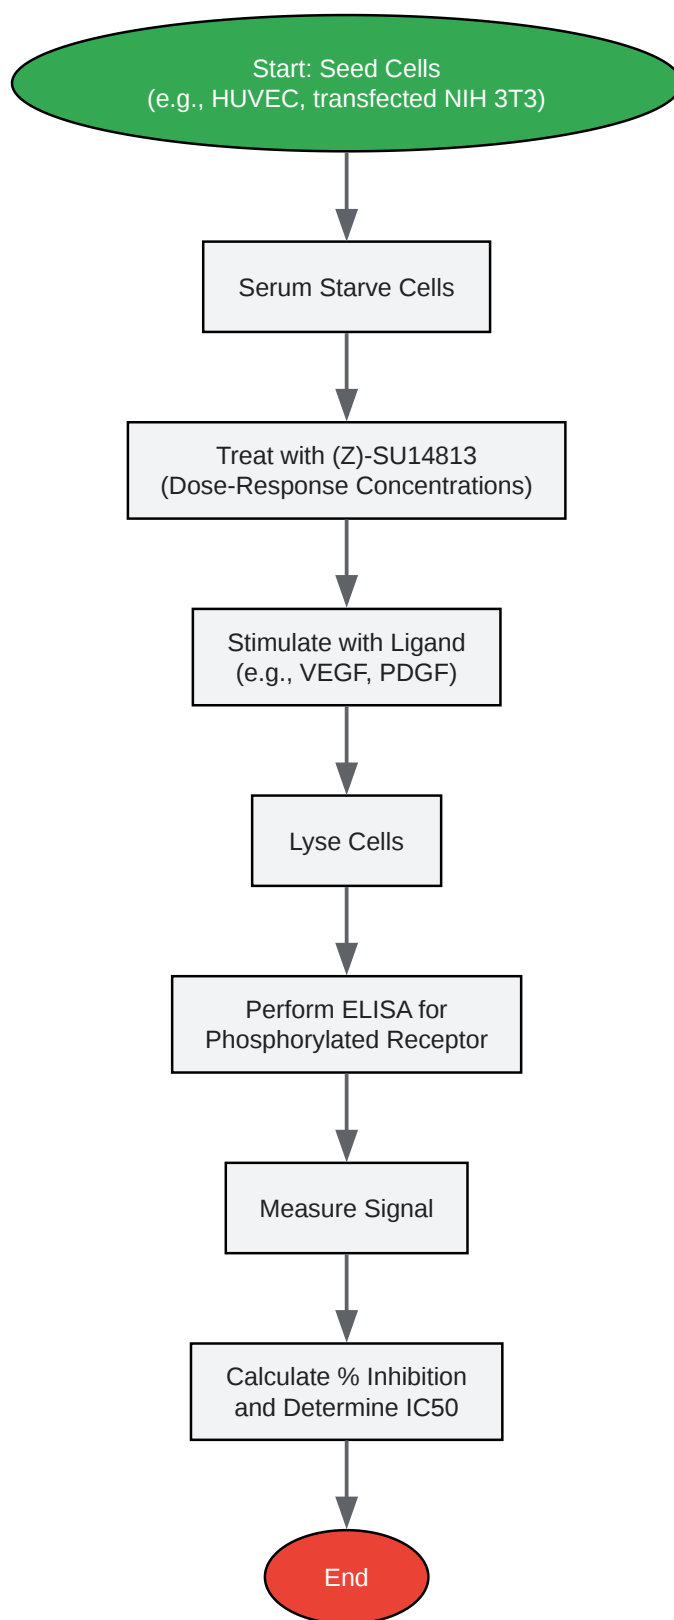 Start: Seed Cells
(e.g., HUVEC, transfected NIH 3T3)
Serum Starve Cells
Treat with (Z)-SU14813
(Dose-Response Concentrations)
Stimulate with Ligand
(e.g., VEGF, PDGF)
Lyse Cells
Perform ELISA for
Phosphorylated Receptor
Measure Signal
Calculate % Inhibition
and Determine IC50
End